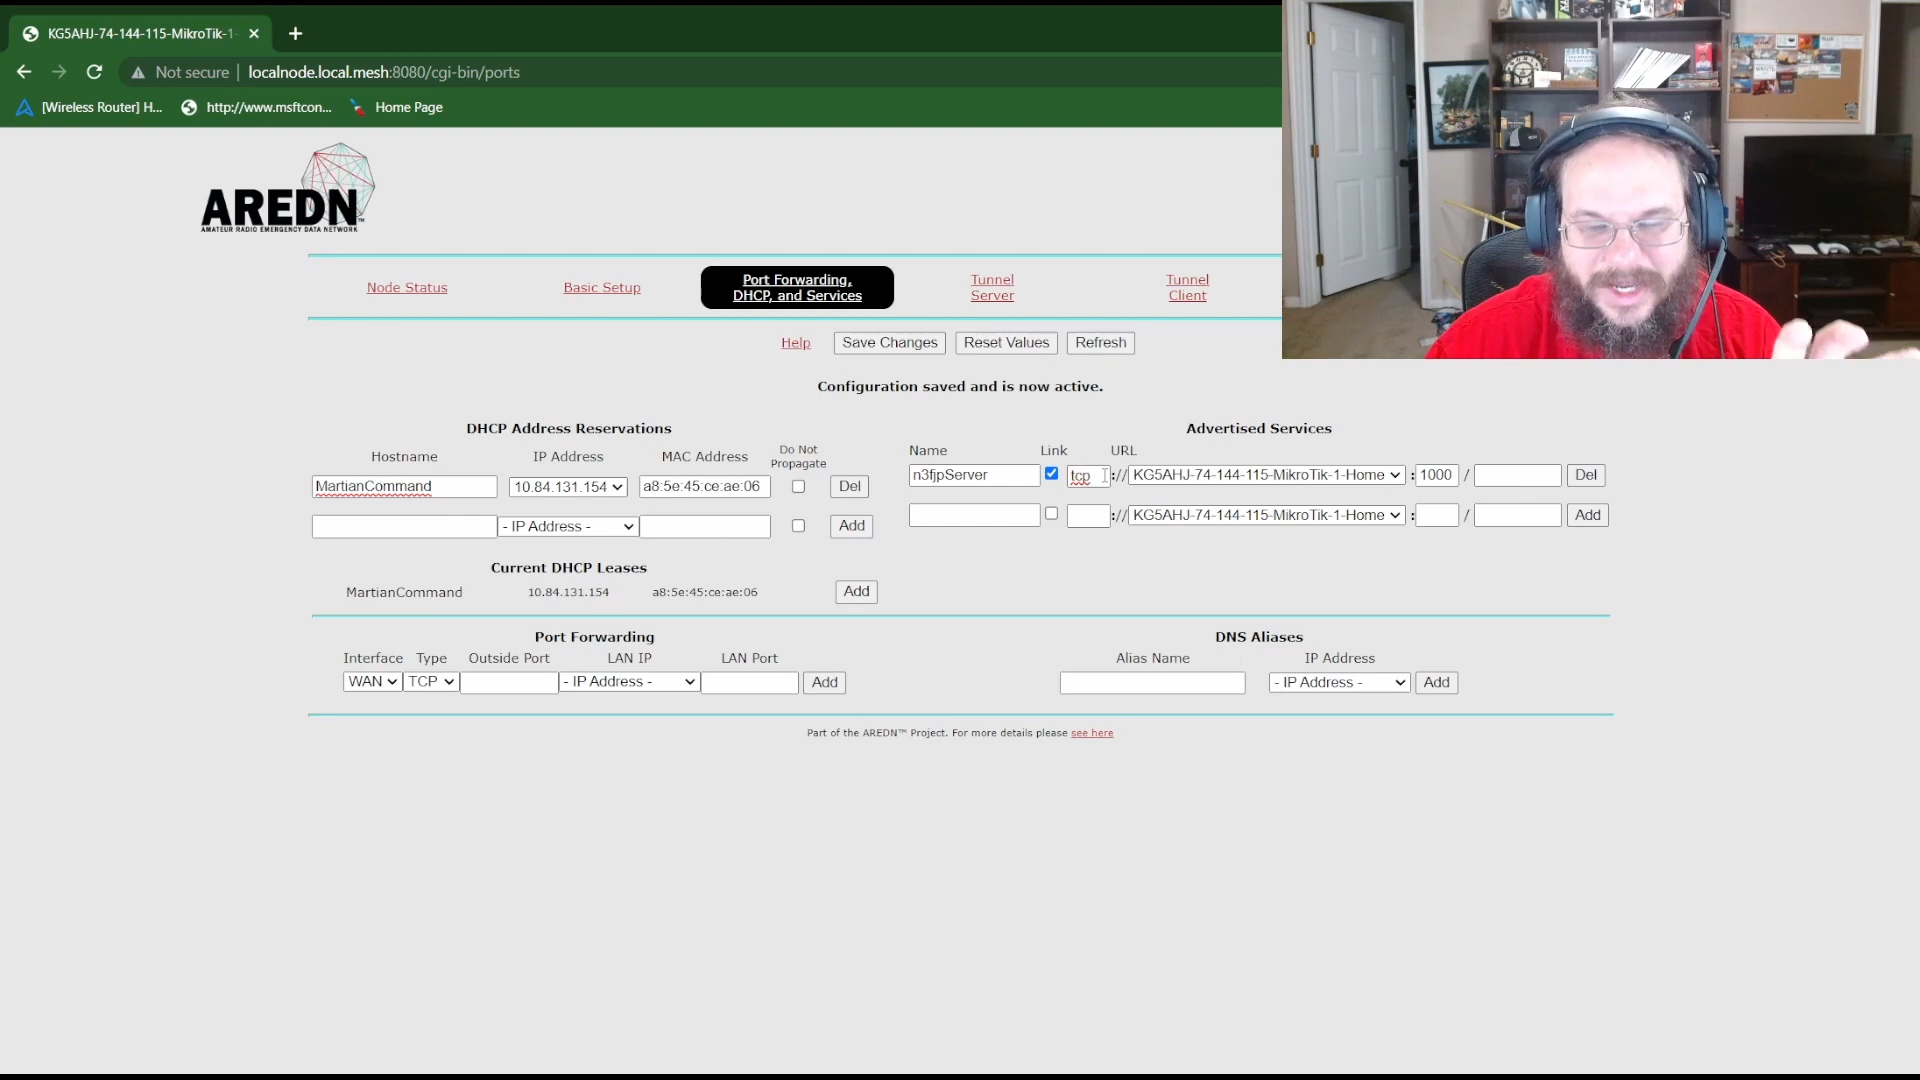 KG5AHJ-74-144-115-MikroTik-1-
Not secure | localnode.local.mesh:8080/cgi-bin/ports
[Wireless Router] H... http://www.msftcon... Home Page
AREDN™
AMATEUR RADIO EMERGENCY DATA NETWORK
Node Status
Basic Setup
Port Forwarding,
DHCP, and Services
Tunnel
Server
Tunnel
Client
Help Save Changes Reset Values Refresh
Configuration saved and is now active.
DHCP Address Reservations
Hostname IP Address MAC Address Do Not
Propagate
MartianCommand 10.84.131.154 a8:5e:45:ce:ae:06 Del
- IP Address - Add
Current DHCP Leases
MartianCommand 10.84.131.154 a8:5e:45:ce:ae:06 Add
Advertised Services
Name Link URL
n3fjpServer tcp :// KG5AHJ-74-144-115-MikroTik-1-Home : 1000 / Del
:// KG5AHJ-74-144-115-MikroTik-1-Home : / Add
Port Forwarding
Interface Type Outside Port LAN IP LAN Port
WAN TCP - IP Address - Add
DNS Aliases
Alias Name IP Address
- IP Address - Add
Part of the AREDN™ Project. For more details please see here